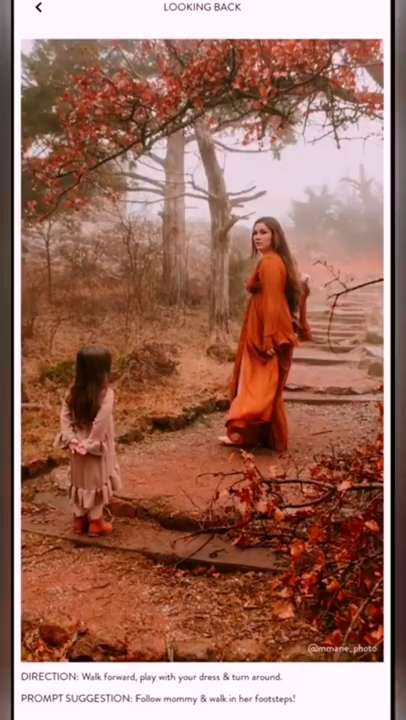 LOOKING BACK
@mmarie_photo
DIRECTION: Walk forward, play with your dress & turn around.
PROMPT SUGGESTION: Follow mommy & walk in her footsteps!